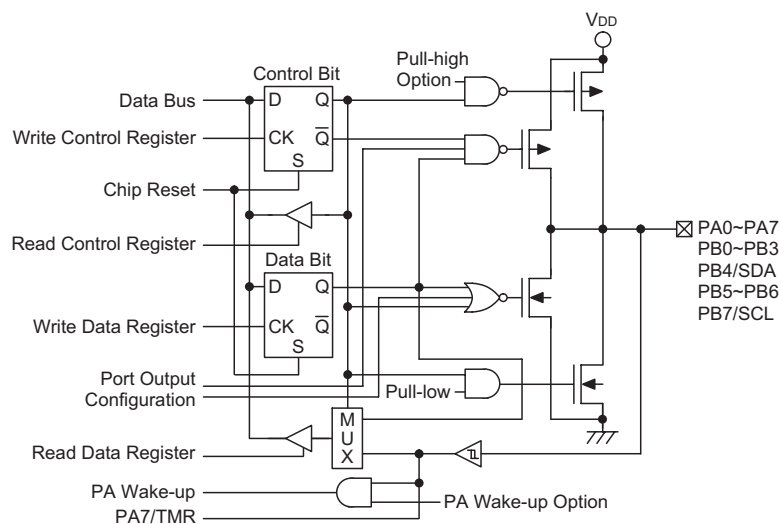 VDD
Pull-high
Option
Control Bit
Data Bus
D Q
Write Control Register
CK Q
S
Chip Reset
PA0~PA7
PB0~PB3
PB4/SDA
PB5~PB6
PB7/SCL
Read Control Register
Data Bit
D Q
Write Data Register
CK Q
S
Port Output
Configuration
Pull-low
M
U
X
Read Data Register
PA Wake-up
PA Wake-up Option
PA7/TMR